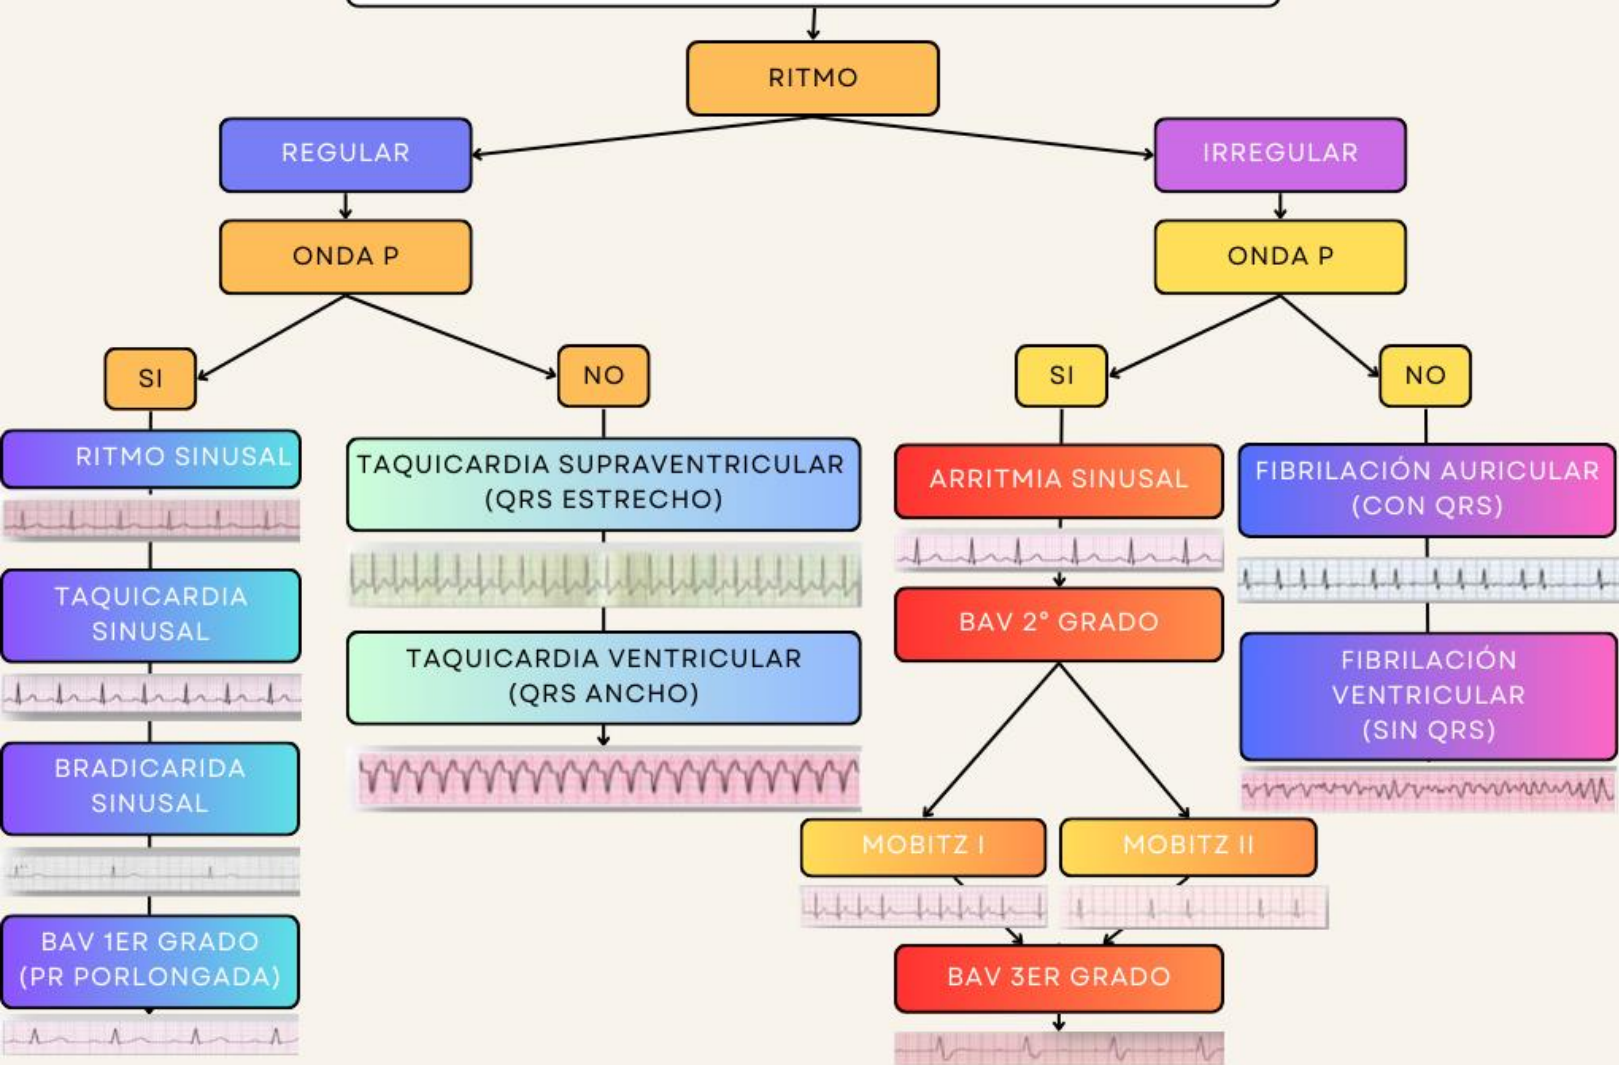 RITMO
REGULAR
IRREGULAR
ONDA P
ONDA P
SI
NO
SI
NO
RITMO SINUSAL
TAQUICARDIA SUPRAVENTRICULAR
(QRS ESTRECHO)
ARRITMIA SINUSAL
FIBRILACIÓN AURICULAR
(CON QRS)
TAQUICARDIA
SINUSAL
TAQUICARDIA VENTRICULAR
(QRS ANCHO)
BAV 2° GRADO
FIBRILACIÓN
VENTRICULAR
(SIN QRS)
BRADICARIDA
SINUSAL
MOBITZ I
MOBITZ II
BAV 1ER GRADO
(PR PORLONGADA)
BAV 3ER GRADO